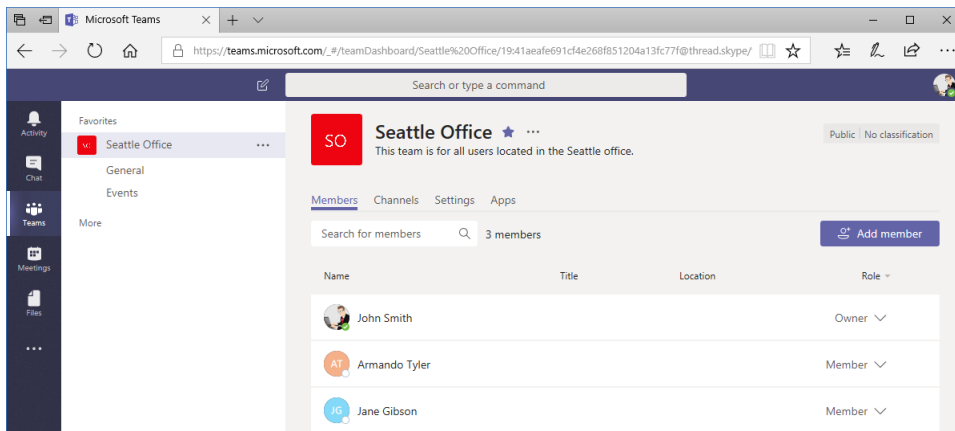 Microsoft Teams
https://teams.microsoft.com/_#/teamDashboard/Seattle%20Office/19:41aeafe691cf4e268f851204a13fc77f@thread.skype/
Search or type a command
Activity
Chat
Teams
Meetings
Files
Favorites
SO Seattle Office ...
General
Events
More
SO
Seattle Office ...
This team is for all users located in the Seattle office.
Public No classification
Members Channels Settings Apps
Search for members 3 members Add member
Name Title Location Role
John Smith Owner
AT Armando Tyler Member
JG Jane Gibson Member